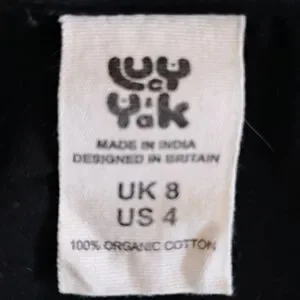 LUCY
& YAK
MADE IN INDIA
DESIGNED IN BRITAIN
UK 8
US 4
100% ORGANIC COTTON